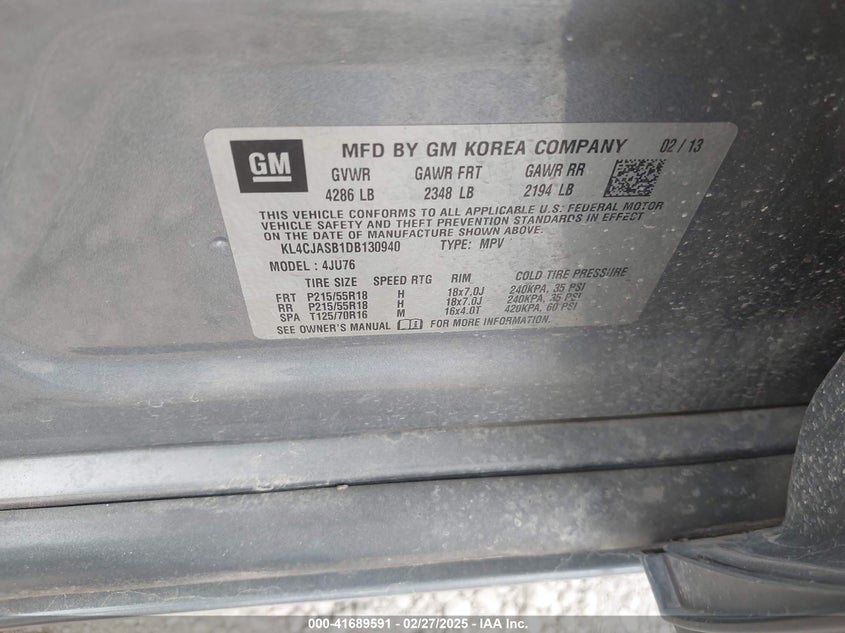 GM MFD BY GM KOREA COMPANY 02/13
GVWR GAWR FRT GAWR RR
4286 LB 2348 LB 2194 LB
THIS VEHICLE CONFORMS TO ALL APPLICABLE U.S. FEDERAL MOTOR
VEHICLE SAFETY AND THEFT PREVENTION STANDARDS IN EFFECT
ON THE DATE OF MANUFACTURE SHOWN ABOVE.
KL4CJASB1DB130940 TYPE: MPV
MODEL: 4JU76
TIRE SIZE SPEED RTG RIM COLD TIRE PRESSURE
FRT P215/55R18 H 18x7.0J 240KPA, 35 PSI
RR P215/55R18 H 18x7.0J 240KPA, 35 PSI
SPA T125/70R16 M 16x4.0T 420KPA, 60 PSI
SEE OWNER'S MANUAL FOR MORE INFORMATION.
000-41689591 - 02/27/2025 - IAA Inc.